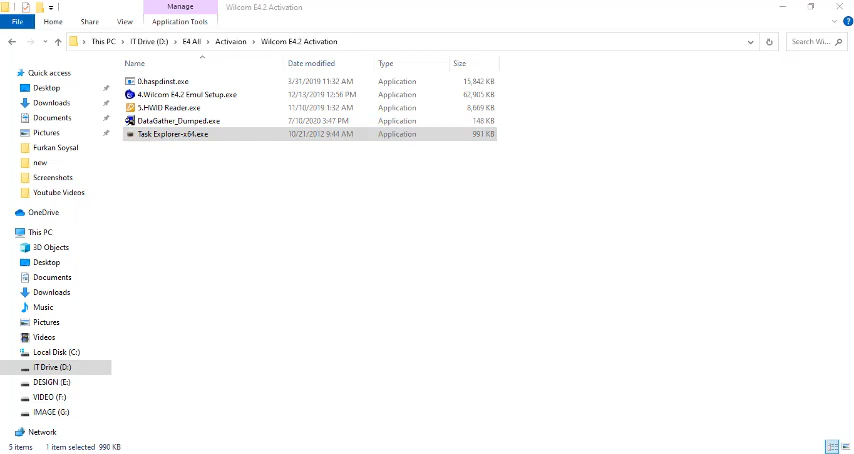 Manage
Wilcom E4.2 Activation
File
Home
Share
View
Application Tools
This PC > IT Drive (D:) > E4 All > Activaion > Wilcom E4.2 Activation
Search Wi...
Name
Date modified
Type
Size
0.haspdinst.exe 3/31/2019 11:32 AM Application 15,842 KB
4.Wilcom E4.2 Emul Setup.exe 12/13/2019 12:56 PM Application 62,905 KB
5.HWID Reader.exe 11/10/2019 1:32 AM Application 8,669 KB
DataGather_Dumped.exe 7/10/2020 3:47 PM Application 148 KB
Task Explorer-x64.exe 10/21/2012 9:44 AM Application 991 KB
Quick access
Desktop
Downloads
Documents
Pictures
Furkan Soysal
new
Screenshots
Youtube Videos
OneDrive
This PC
3D Objects
Desktop
Documents
Downloads
Music
Pictures
Videos
Local Disk (C:)
IT Drive (D:)
DESIGN (E:)
VIDEO (F:)
IMAGE (G:)
Network
5 items
1 item selected 990 KB